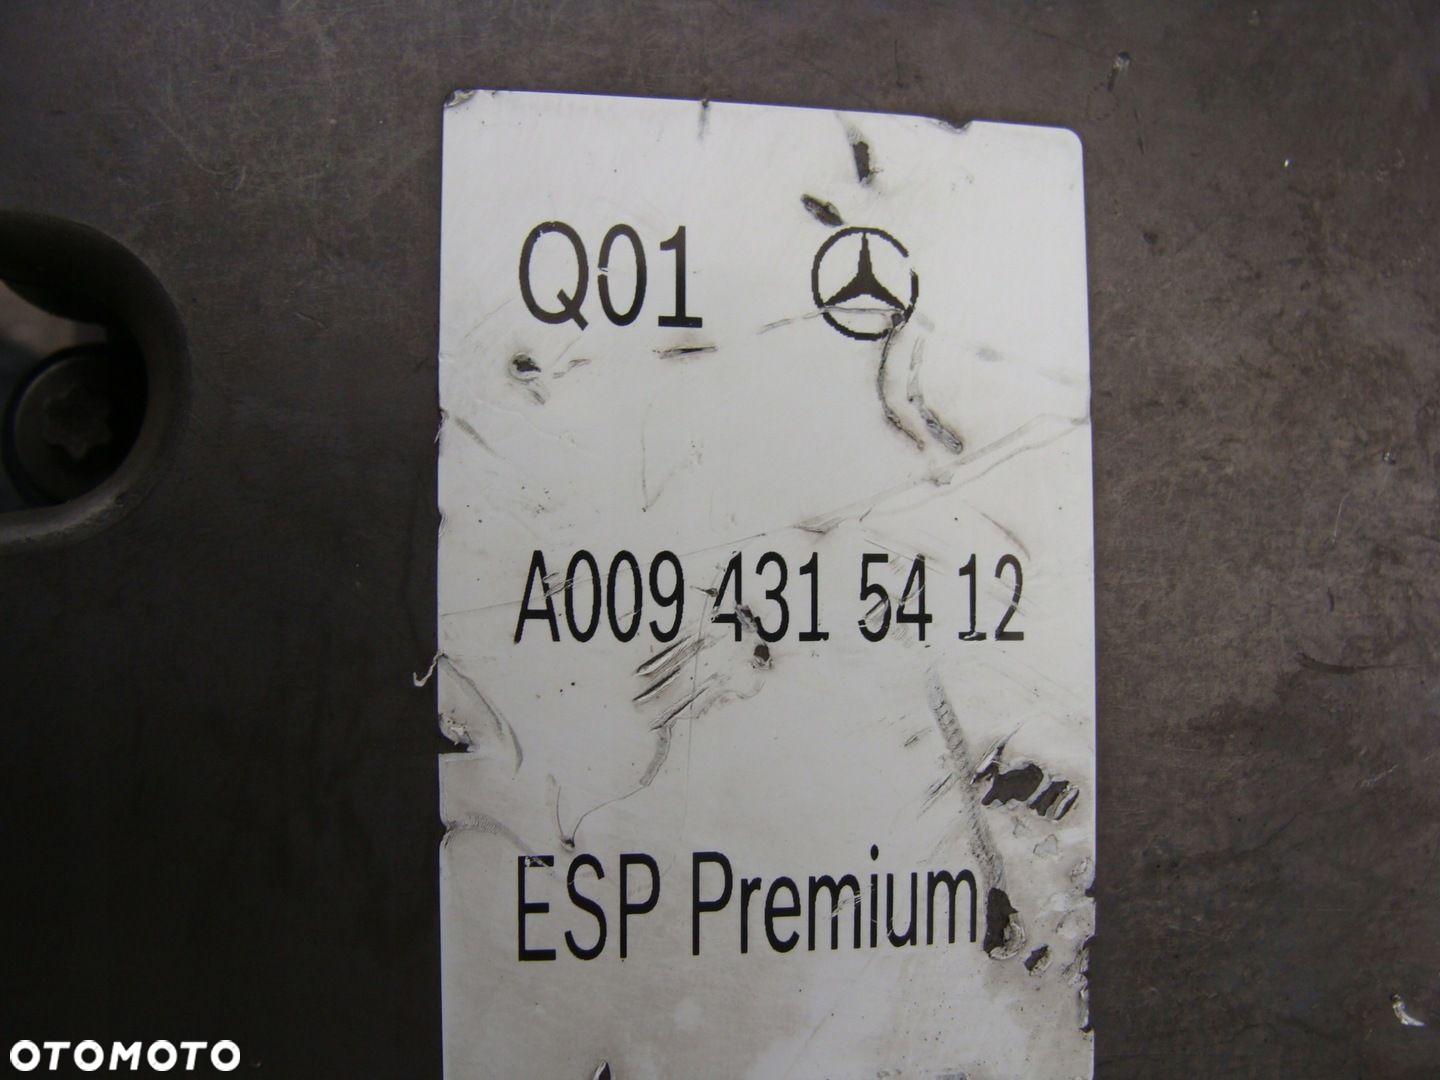 Q01
A009 431 54 12
ESP Premium
OTOMOTO